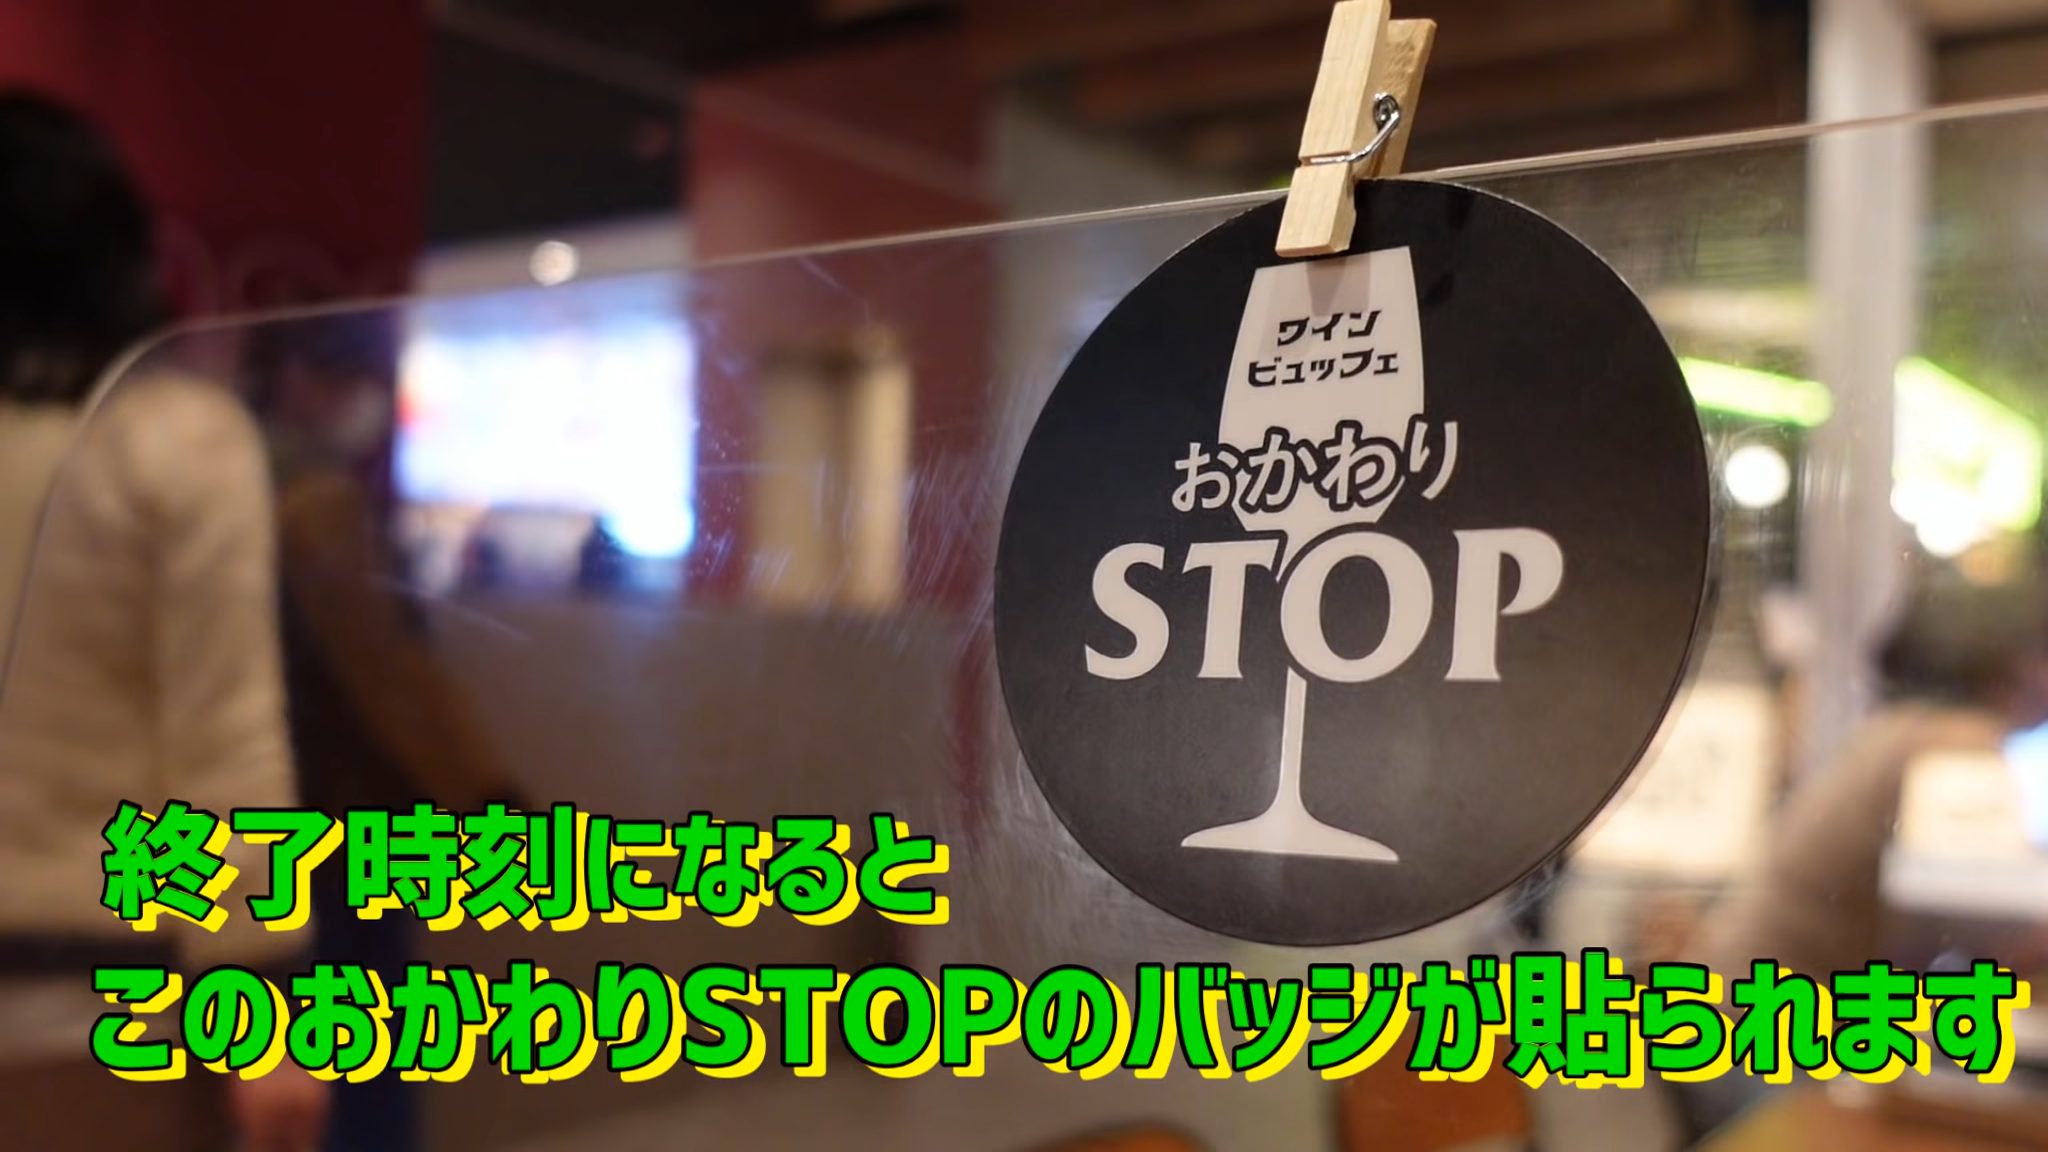 ワイン
ビュッフェ
おかわり
STOP
終了時刻になると
このおかわりSTOPのバッジが貼られます